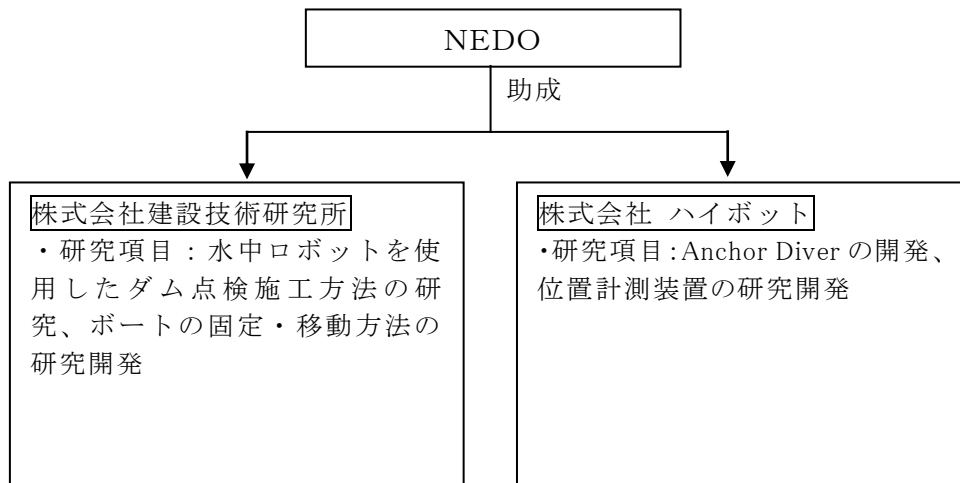 NEDO
助成
株式会社建設技術研究所
・研究項目：水中ロボットを使
用したダム点検施工方法の研
究、ボートの固定・移動方法の
研究開発
株式会社 ハイボット
・研究項目：Anchor Diver の開発、
位置計測装置の研究開発